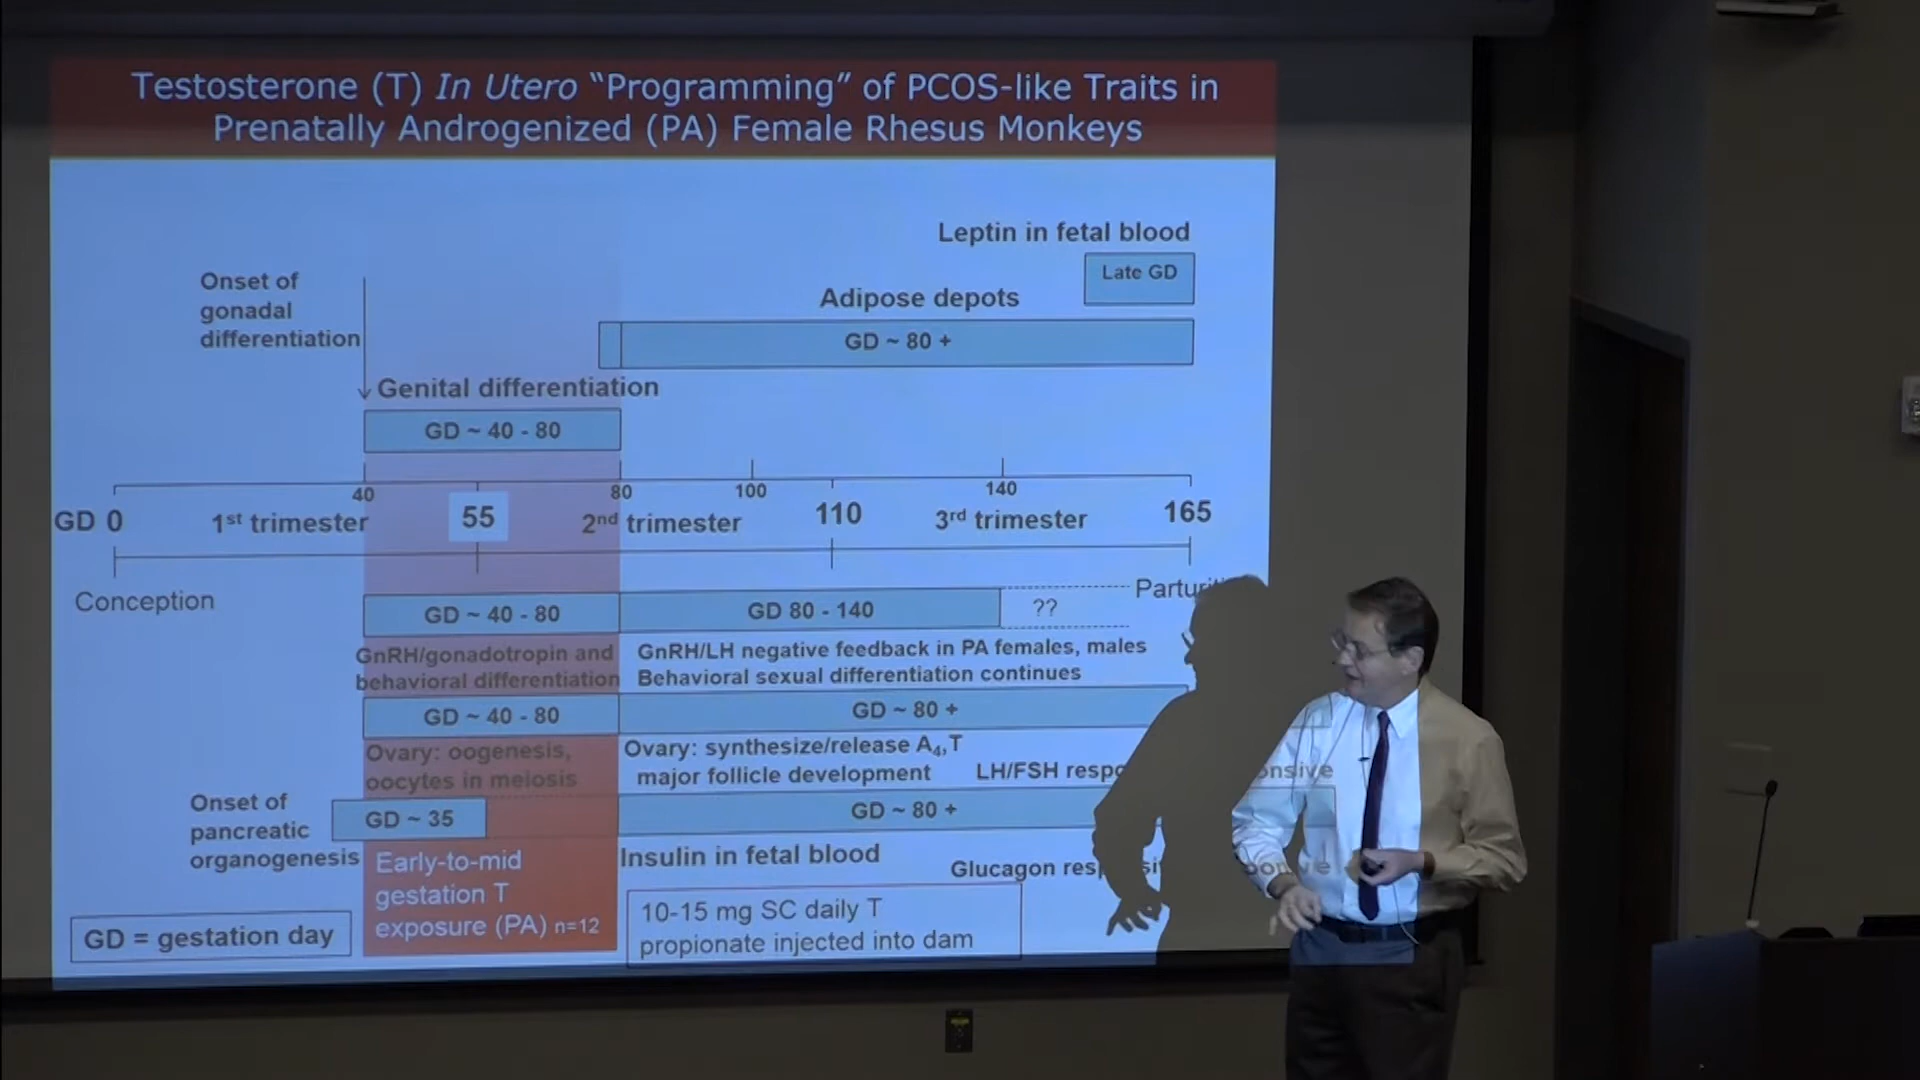 Testosterone (T) In Utero “Programming” of PCOS-like Traits in
Prenatally Androgenized (PA) Female Rhesus Monkeys
Leptin in fetal blood
Late GD
Onset of
gonadal
differentiation
Adipose depots
GD ~ 80 +
Genital differentiation
GD ~ 40 - 80
40
80
100
140
GD 0
1st trimester
55
2nd trimester
110
3rd trimester
165
Conception
GD ~ 40 - 80
GD 80 - 140
??
GnRH/gonadotropin and
behavioral differentiation
GnRH/LH negative feedback in PA females, males
Behavioral sexual differentiation continues
GD ~ 40 - 80
GD ~ 80 +
Ovary: oogenesis,
oocytes in meiosis
Ovary: synthesize/release A4,T
major follicle development
LH/FSH responsive
Onset of
pancreatic
organogenesis
GD ~ 35
GD ~ 80 +
Early-to-mid
gestation T
exposure (PA) n=12
Insulin in fetal blood
Glucagon responsive
10-15 mg SC daily T
propionate injected into dam
GD = gestation day